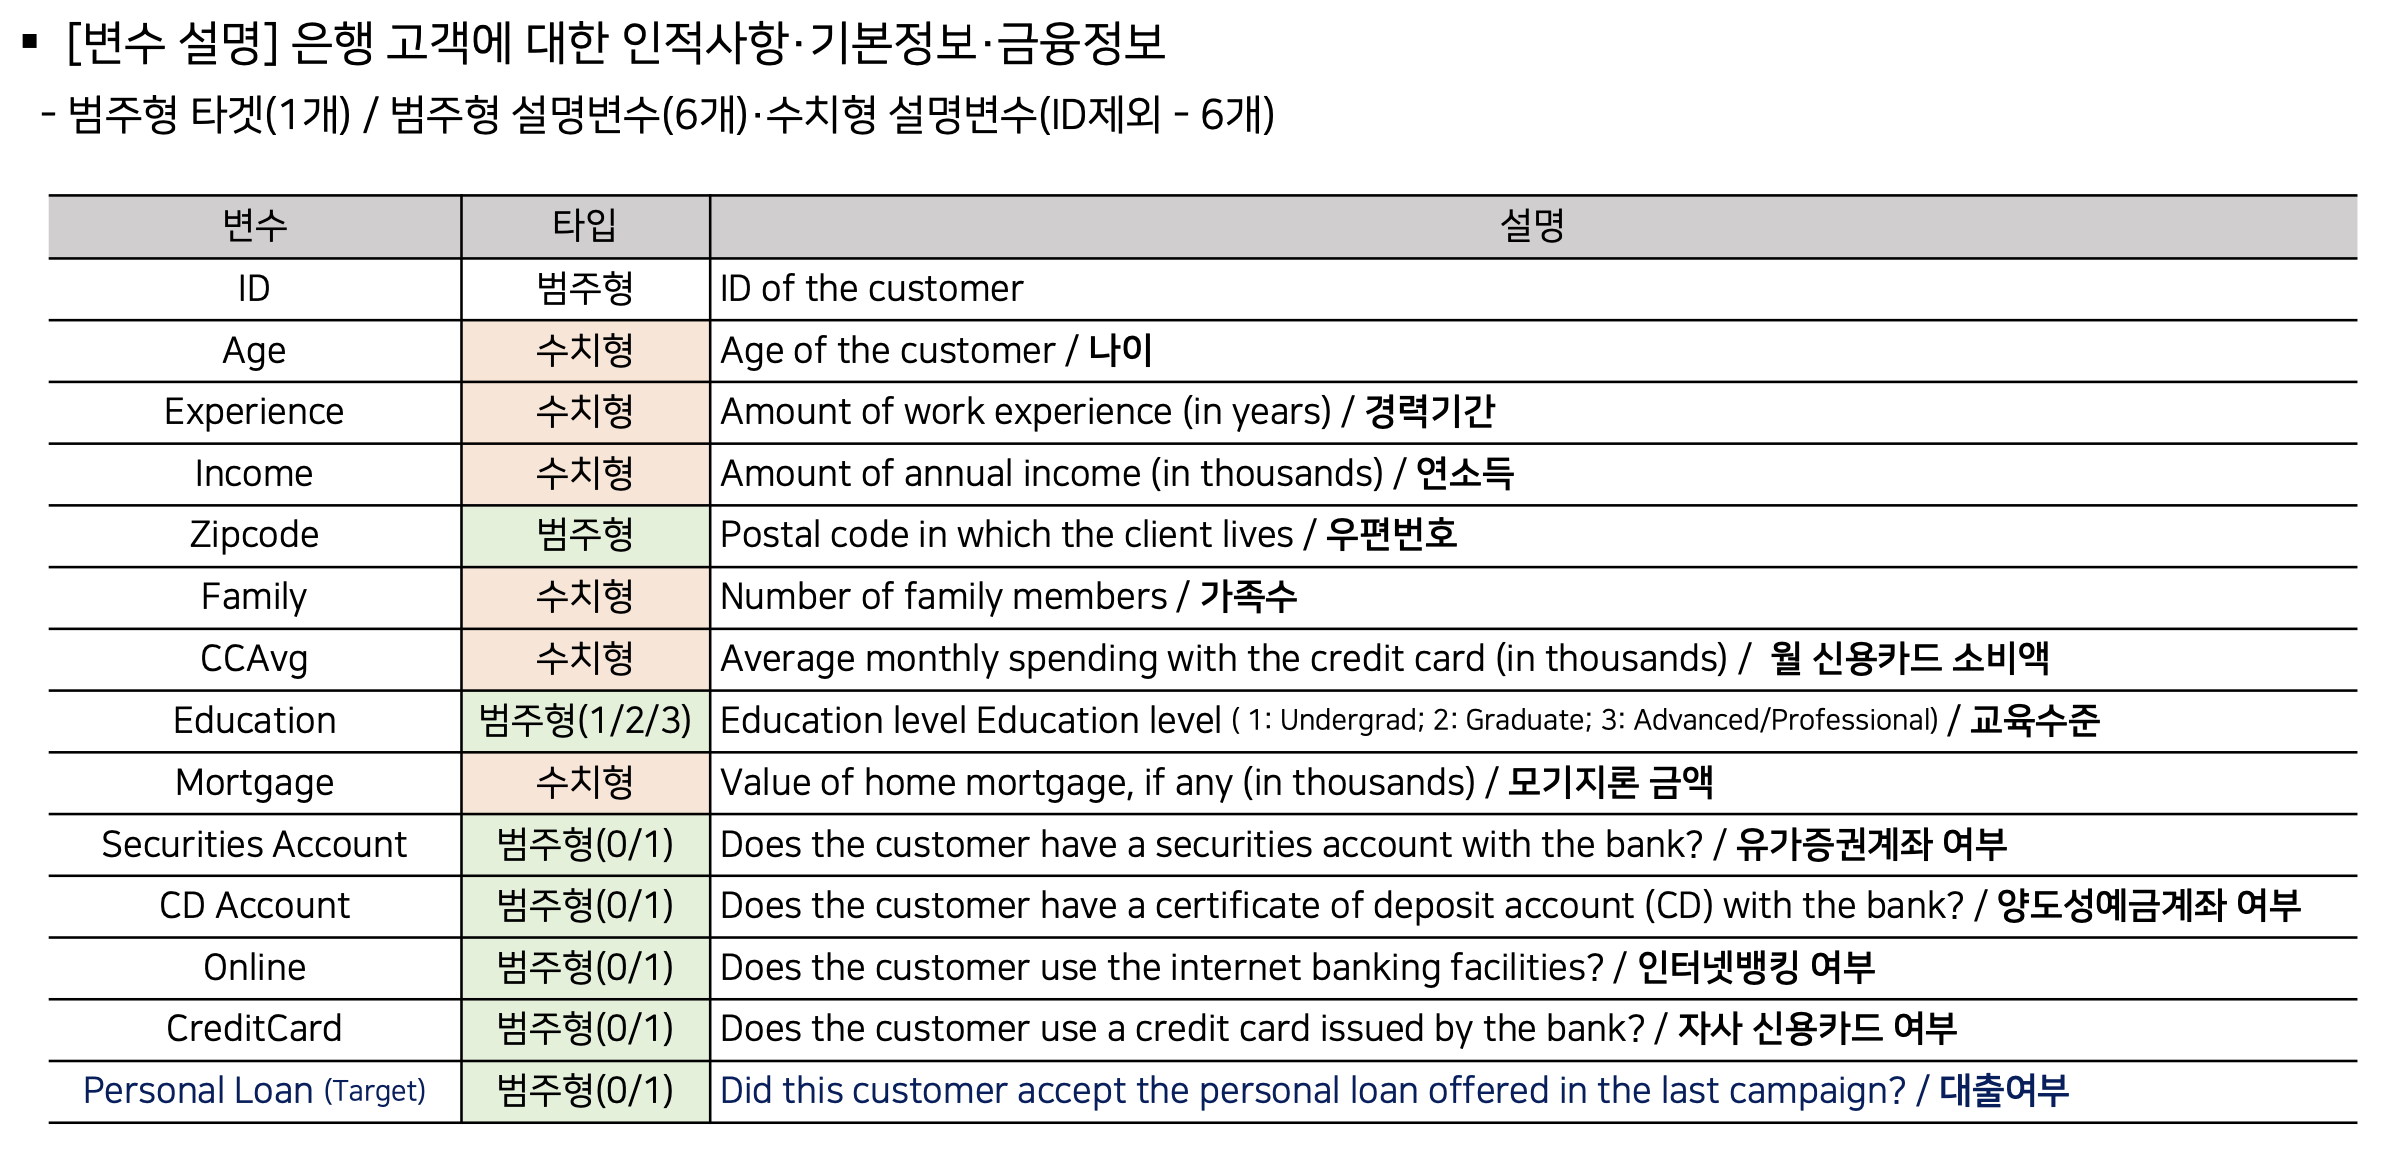 ▪ [변수 설명] 은행 고객에 대한 인적사항·기본정보·금융정보
- 범주형 타겟(1개) / 범주형 설명변수(6개)·수치형 설명변수(ID제외 - 6개)
변수 타입 설명
ID 범주형 ID of the customer
Age 수치형 Age of the customer / 나이
Experience 수치형 Amount of work experience (in years) / 경력기간
Income 수치형 Amount of annual income (in thousands) / 연소득
Zipcode 범주형 Postal code in which the client lives / 우편번호
Family 수치형 Number of family members / 가족수
CCAvg 수치형 Average monthly spending with the credit card (in thousands) / 월 신용카드 소비액
Education 범주형(1/2/3) Education level Education level ( 1: Undergrad; 2: Graduate; 3: Advanced/Professional) / 교육수준
Mortgage 수치형 Value of home mortgage, if any (in thousands) / 모기지론 금액
Securities Account 범주형(0/1) Does the customer have a securities account with the bank? / 유가증권계좌 여부
CD Account 범주형(0/1) Does the customer have a certificate of deposit account (CD) with the bank? / 양도성예금계좌 여부
Online 범주형(0/1) Does the customer use the internet banking facilities? / 인터넷뱅킹 여부
CreditCard 범주형(0/1) Does the customer use a credit card issued by the bank? / 자사 신용카드 여부
Personal Loan (Target) 범주형(0/1) Did this customer accept the personal loan offered in the last campaign? / 대출여부